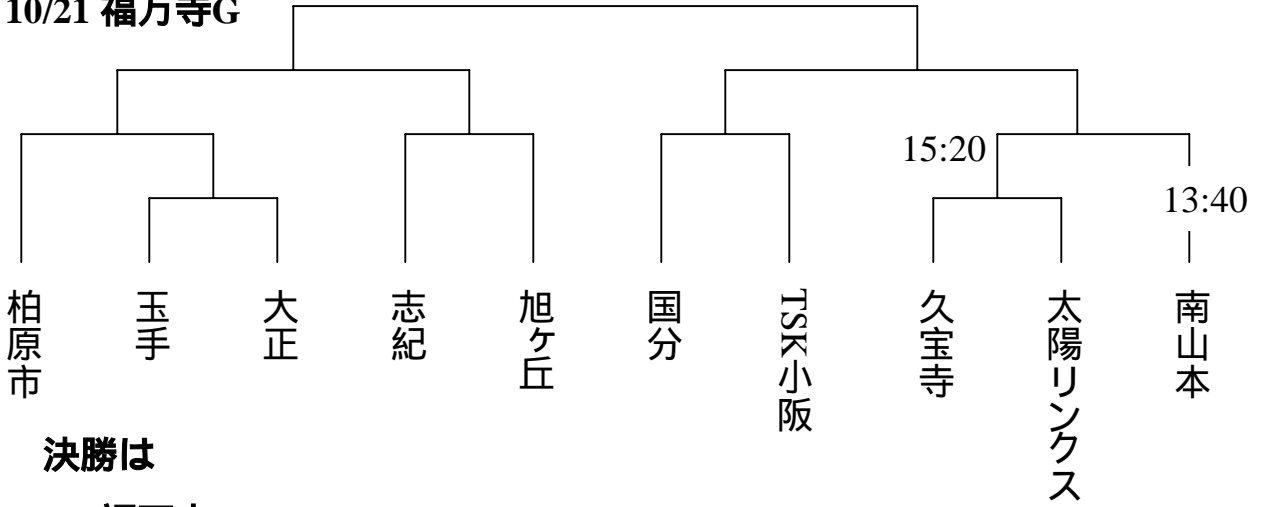 10/21 福万寺G
15:20
13:40
柏原市
玉手
大正
志紀
旭ヶ丘
国分
TSK小阪
久宝寺
太陽リンクス
南山本
決勝は